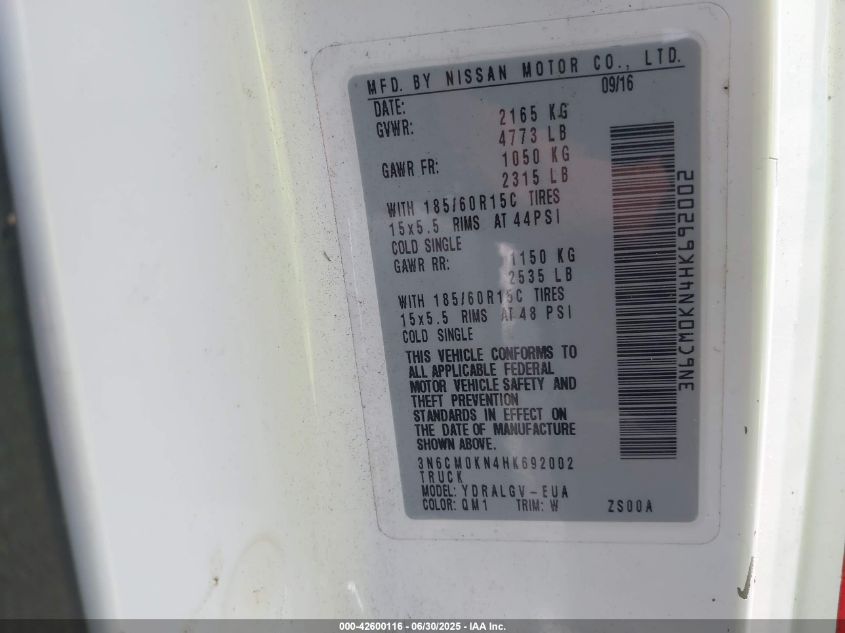 MFD. BY NISSAN MOTOR CO., LTD.
DATE: 09/16
GVWR: 2165 KG
4773 LB
GAWR FR: 1050 KG
2315 LB
WITH 185/60R15C TIRES
15x5.5 RIMS AT 44PSI
COLD SINGLE
GAWR RR: 1150 KG
2535 LB
WITH 185/60R15C TIRES
15x5.5 RIMS AT 48 PSI
COLD SINGLE
THIS VEHICLE CONFORMS TO
ALL APPLICABLE FEDERAL
MOTOR VEHICLE SAFETY AND
THEFT PREVENTION
STANDARDS IN EFFECT ON
THE DATE OF MANUFACTURE
SHOWN ABOVE.
3N6CM0KN4HK692002
TRUCK
MODEL: YDRALGV-EUA
COLOR: QM1 TRIM: W ZS00A
3N6CM0KN4HK692002
000-42600116 - 06/30/2025 - IAA Inc.